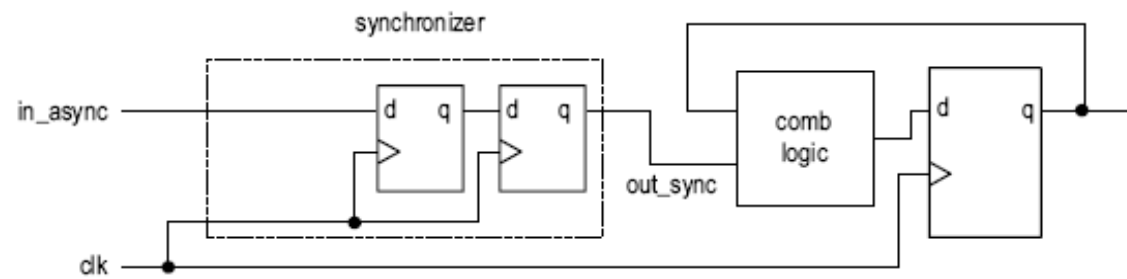 synchronizer
in_async
d q
d q
d q
comb
logic
out_sync
clk